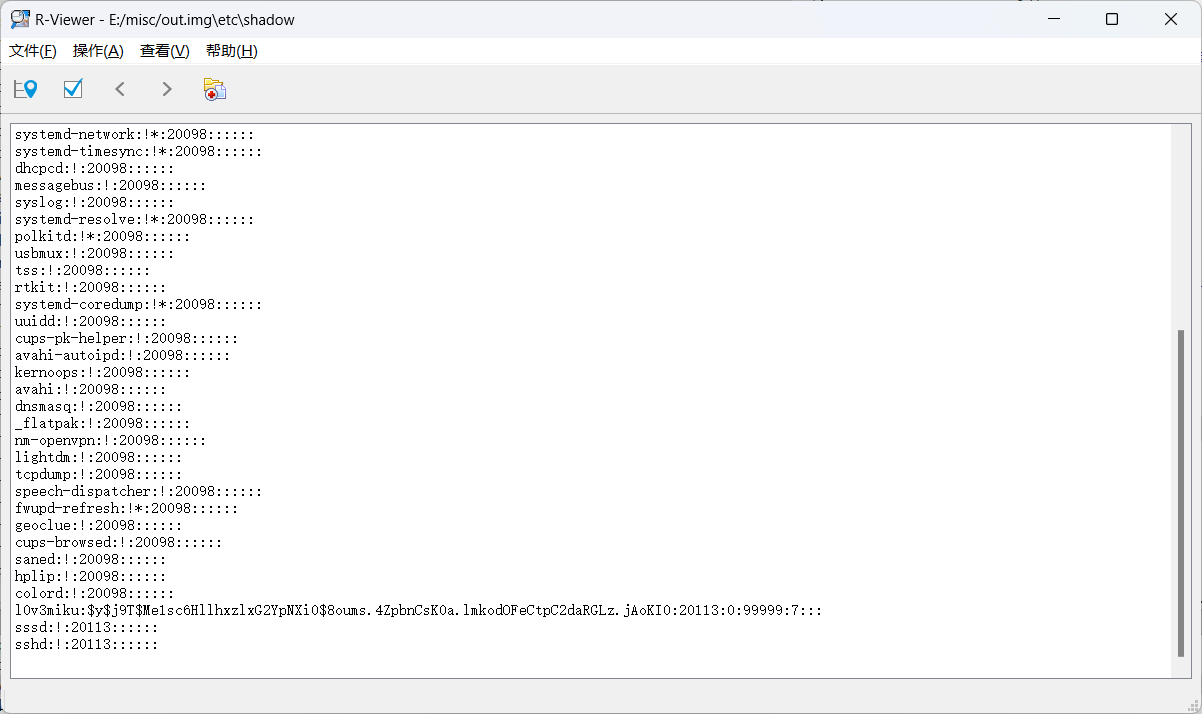 R-Viewer - E:/misc/out.img\etc\shadow
文件(F) 操作(A) 查看(V) 帮助(H)
systemd-network:!*:20098::::::
systemd-timesync:!*:20098::::::
dhcpcd:!:20098::::::
messagebus:!:20098::::::
syslog:!:20098::::::
systemd-resolve:!*:20098::::::
polkitd:!*:20098::::::
usbmux:!:20098::::::
tss:!:20098::::::
rtkit:!:20098::::::
systemd-coredump:!*:20098::::::
uuidd:!:20098::::::
cups-pk-helper:!:20098::::::
avahi-autoipd:!:20098::::::
kernoops:!:20098::::::
avahi:!:20098::::::
dnsmasq:!:20098::::::
_flatpak:!:20098::::::
nm-openvpn:!:20098::::::
lightdm:!:20098::::::
tcpdump:!:20098::::::
speech-dispatcher:!:20098::::::
fwupd-refresh:!*:20098::::::
geoclue:!:20098::::::
cups-browsed:!:20098::::::
saned:!:20098::::::
hplip:!:20098::::::
colord:!:20098::::::
l0v3miku:$y$j9T$Me1sc6HllhxzlxG2YpNXi0$8oums.4ZpbnCsK0a.lmkodOFeCtpC2daRGLz.jAoKI0:20113:0:99999:7:::
sssd:!:20113::::::
sshd:!:20113::::::